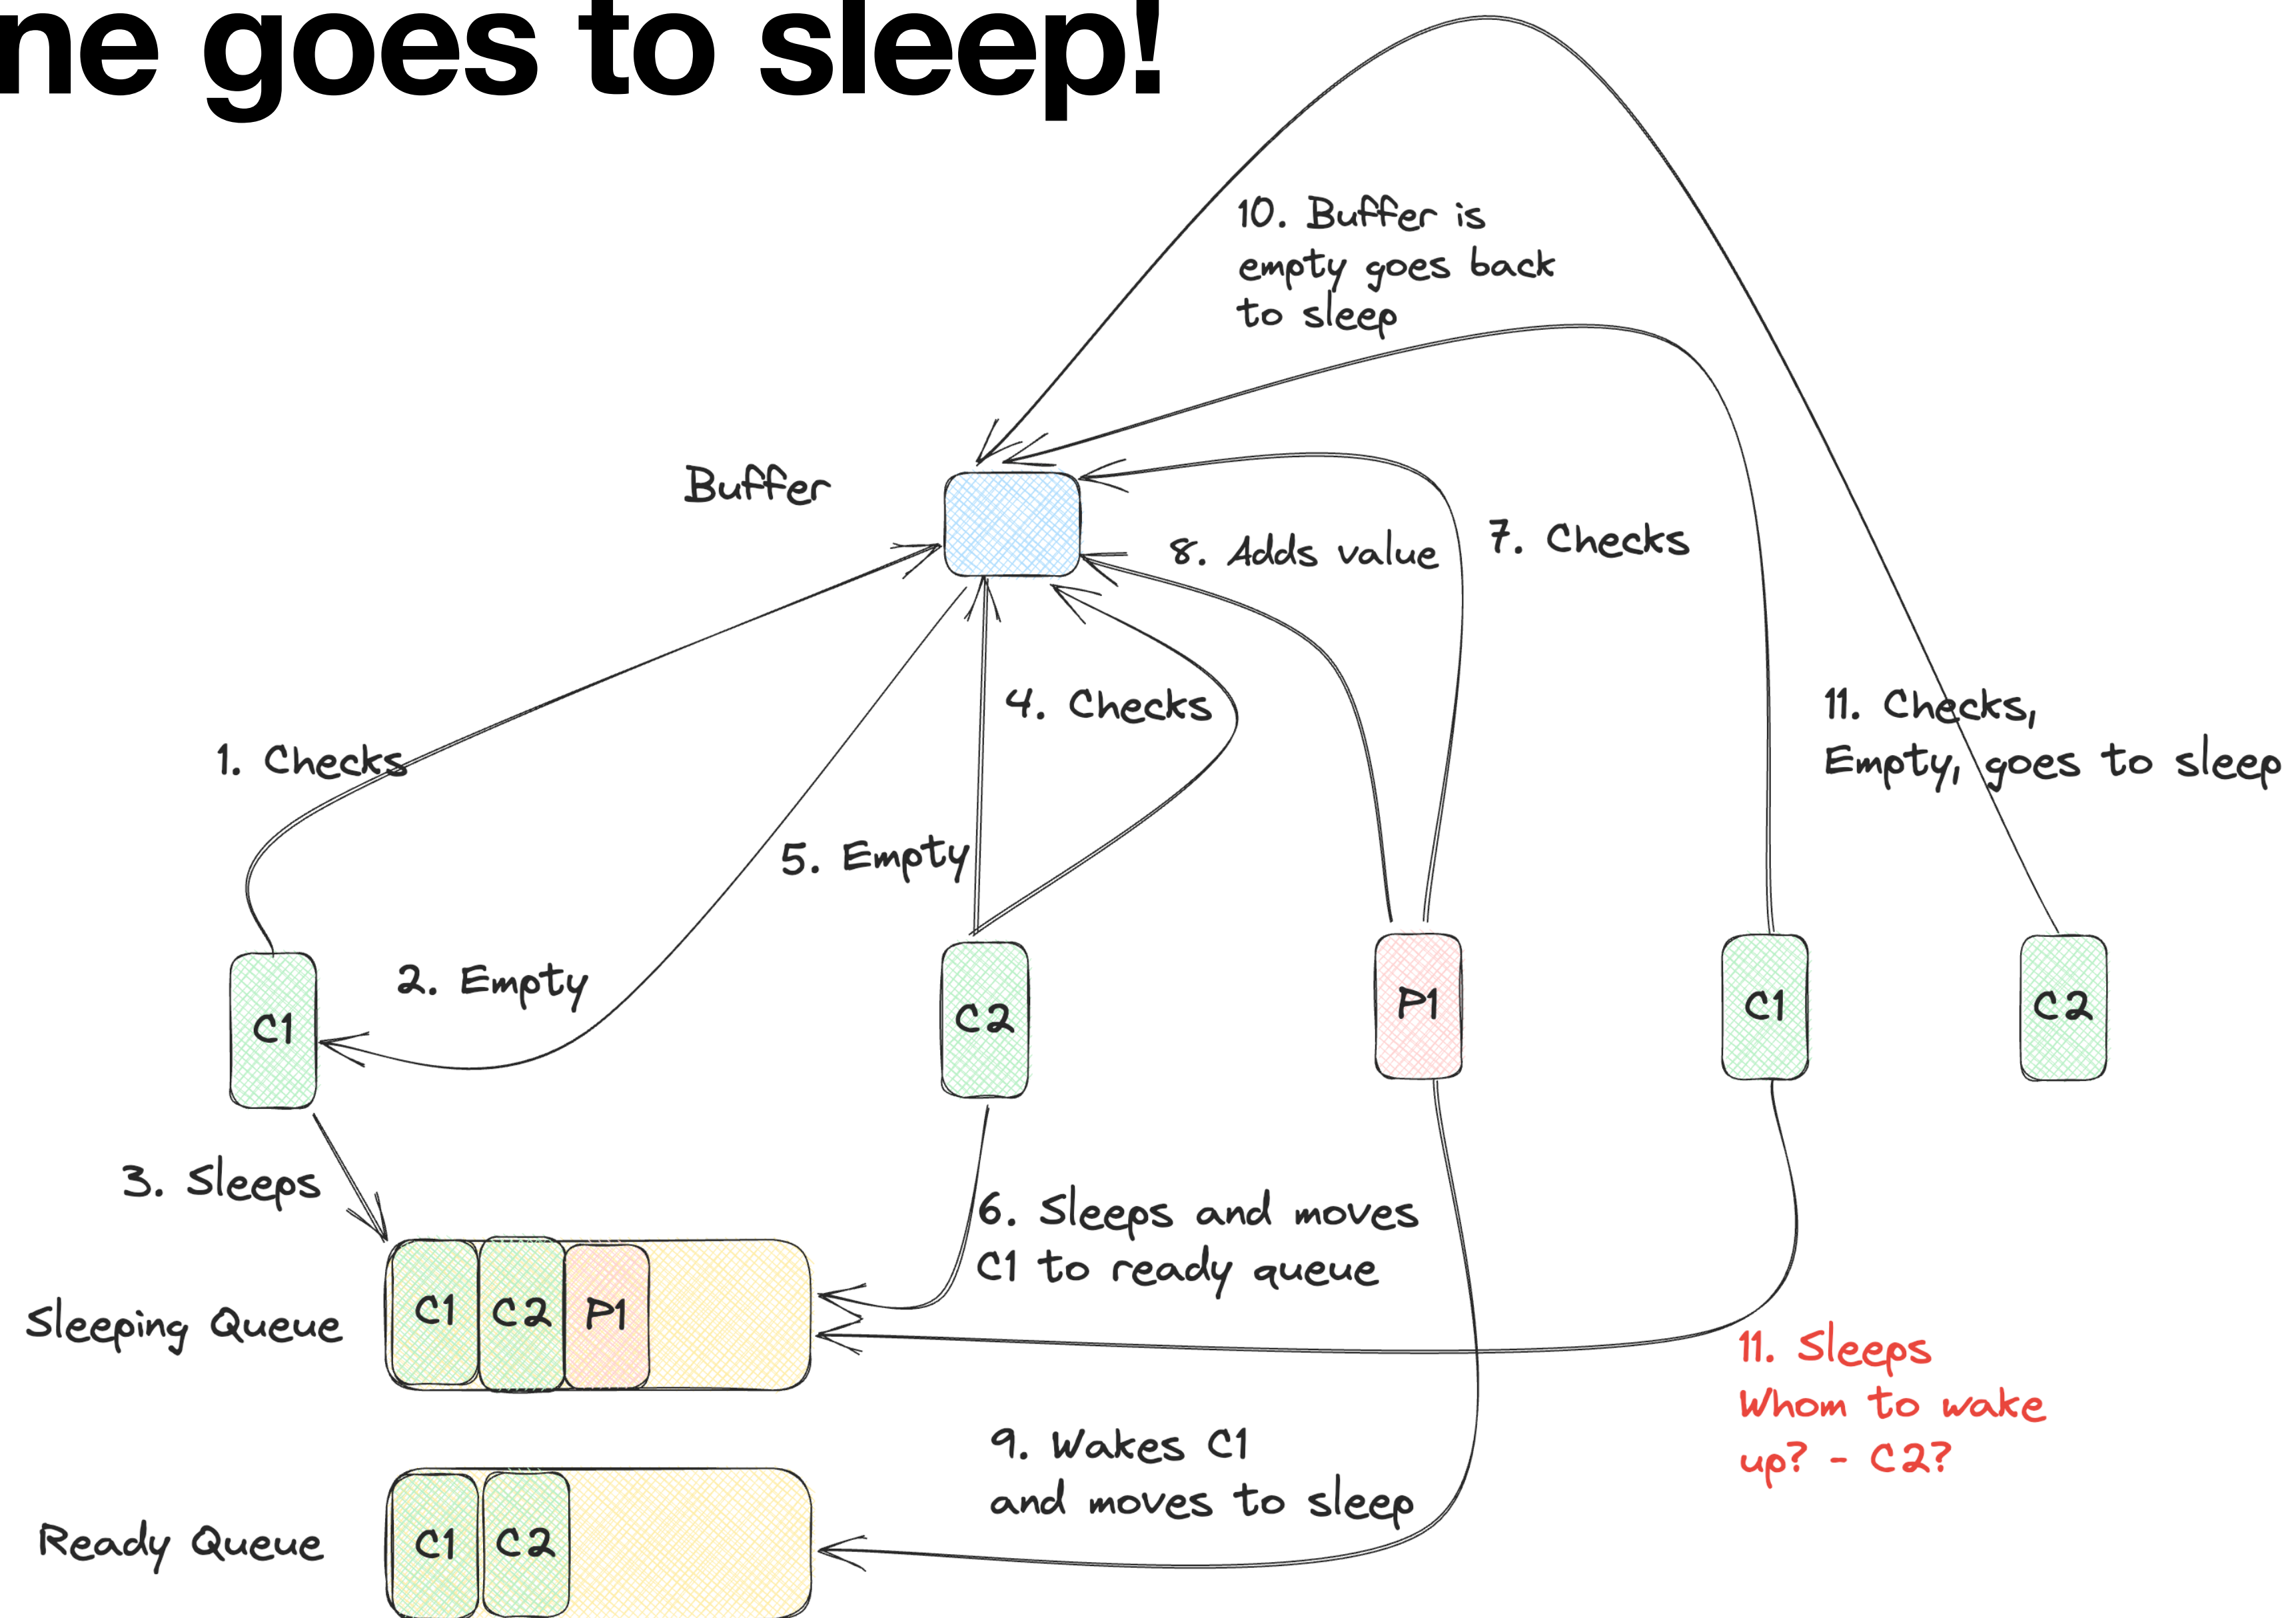 ne goes to sleep!
10. Buffer is
empty goes back
to sleep
Buffer
8. Adds value
7. Checks
4. Checks
11. Checks,
Empty, goes to sleep
1. Checks
5. Empty
2. Empty
C1
C2
P1
C1
C2
3. Sleeps
6. Sleeps and moves
C1 to ready queue
Sleeping Queue
C1
C2
P1
11. Sleeps
Whom to wake
up? - C2?
9. Wakes C1
and moves to sleep
Ready Queue
C1
C2